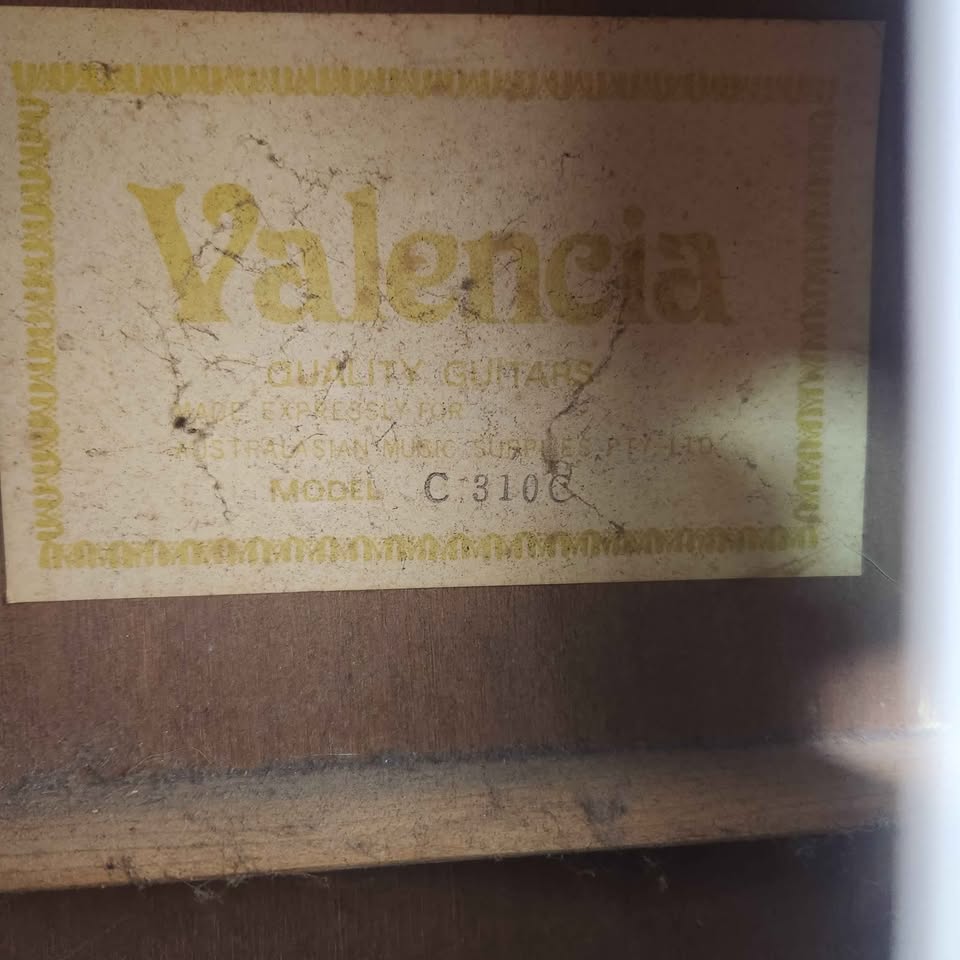 Valencia
QUALITY GUITARS
MADE EXPRESSLY FOR
AUSTRALASIAN MUSIC SUPPLIES PTY LTD
MODEL C 310C